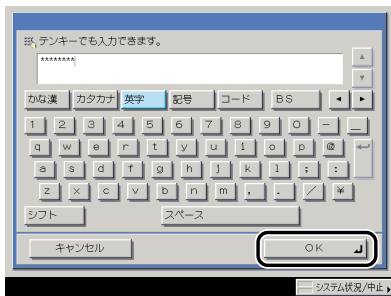 テンキーでも入力できます。
********
かな漢 カタカナ 英字 記号 コード BS
1 2 3 4 5 6 7 8 9 0 - _
q w e r t y u i o p @
a s d f g h j k l ; :
z x c v b n m , . / ¥
シフト スペース
キャンセル OK
システム状況/中止